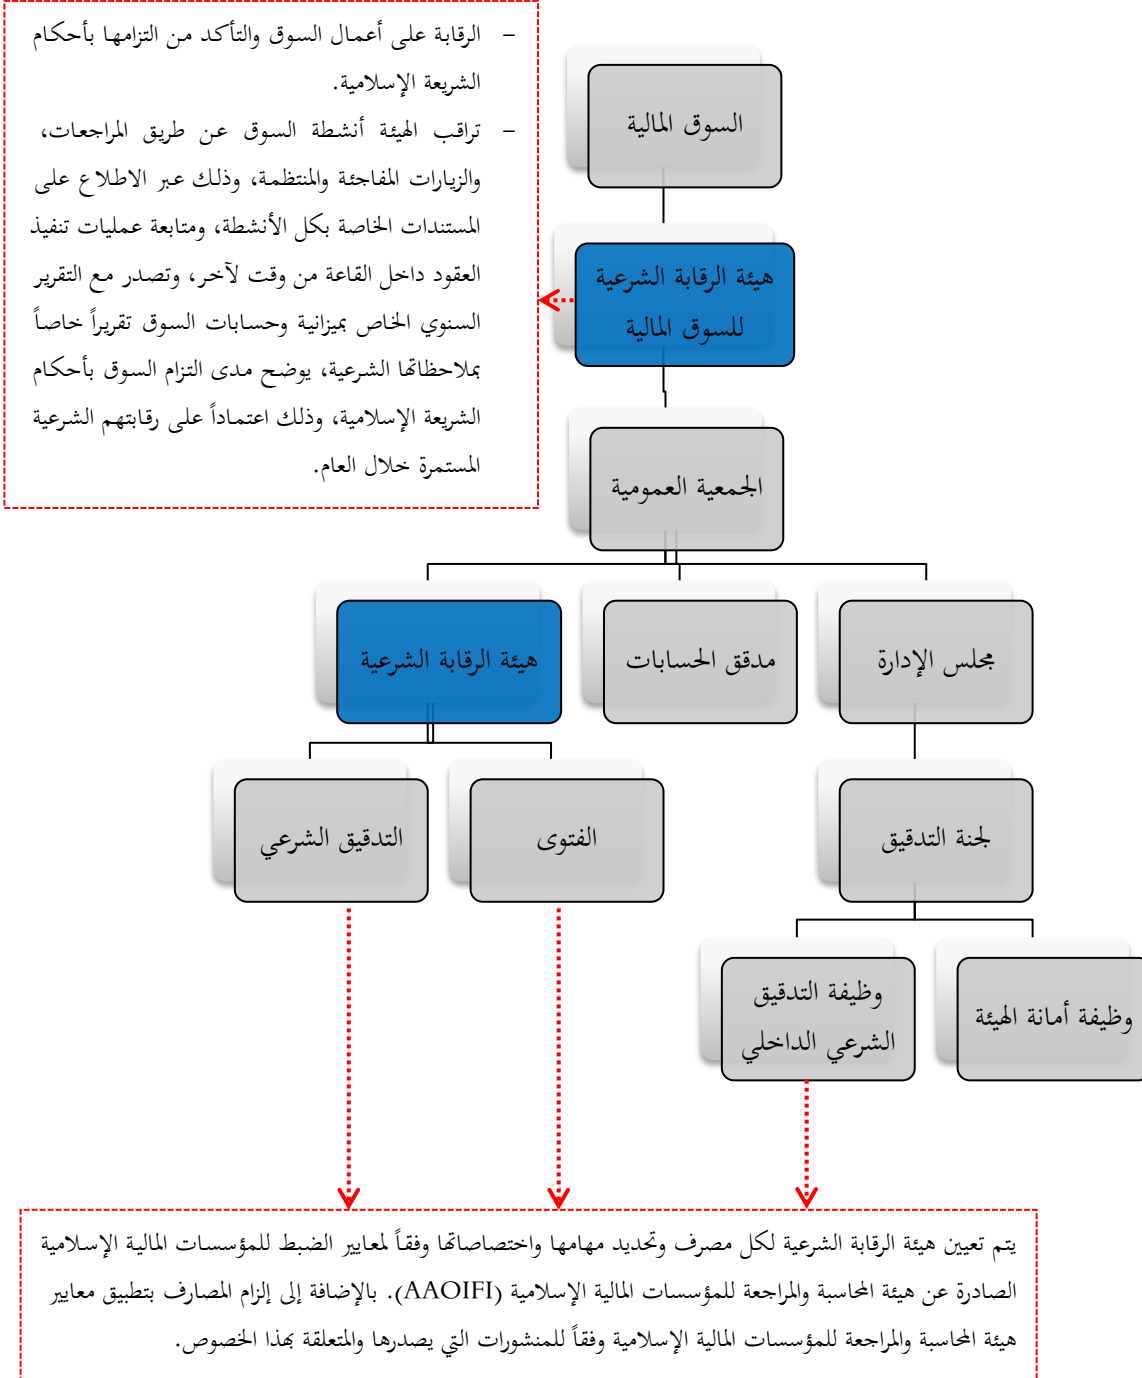 - الرقابة على أعمال السوق والتأكد من التزامها بأحكام
الشريعة الإسلامية.
- تراقب الهيئة أنشطة السوق عن طريق المراجعات،
والزيارات المفاجئة والمنتظمة، وذلك عبر الاطلاع على
المستندات الخاصة بكل الأنشطة، ومتابعة عمليات تنفيذ
العقود داخل القاعة من وقت لآخر، وتصدر مع التقرير
السنوي الخاص بميزانية وحسابات السوق تقريراً خاصاً
بملاحظاتها الشرعية، يوضح مدى التزام السوق بأحكام
الشريعة الإسلامية، وذلك اعتماداً على رقابتهم الشرعية
المستمرة خلال العام.
السوق المالية
هيئة الرقابة الشرعية
للسوق المالية
الجمعية العمومية
مجلس الإدارة
مدقق الحسابات
هيئة الرقابة الشرعية
لجنة التدقيق
الفتوى
التدقيق الشرعي
وظيفة أمانة الهيئة
وظيفة التدقيق
الشرعي الداخلي
يتم تعيين هيئة الرقابة الشرعية لكل مصرف وتحديد مهامها واختصاصاتها وفقاً لمعايير الضبط للمؤسسات المالية الإسلامية
الصادرة عن هيئة المحاسبة والمراجعة للمؤسسات المالية الإسلامية (AAOIFI). بالإضافة إلى إلزام المصارف بتطبيق معايير
هيئة المحاسبة والمراجعة للمؤسسات المالية الإسلامية وفقاً للمنشورات التي يصدرها والمتعلقة بهذا الخصوص.